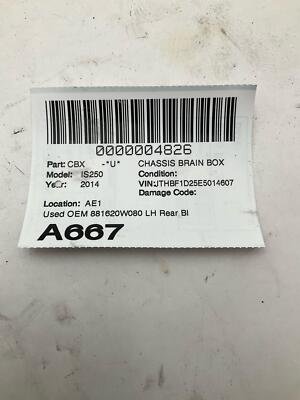 0000004826
Part: CBX -*U* CHASSIS BRAIN BOX
Model: IS250 Condition:
Year: 2014 VIN:JTHBF1D25E5014607
Damage Code:
Location: AE1
Used OEM 881620W080 LH Rear Bl
A667